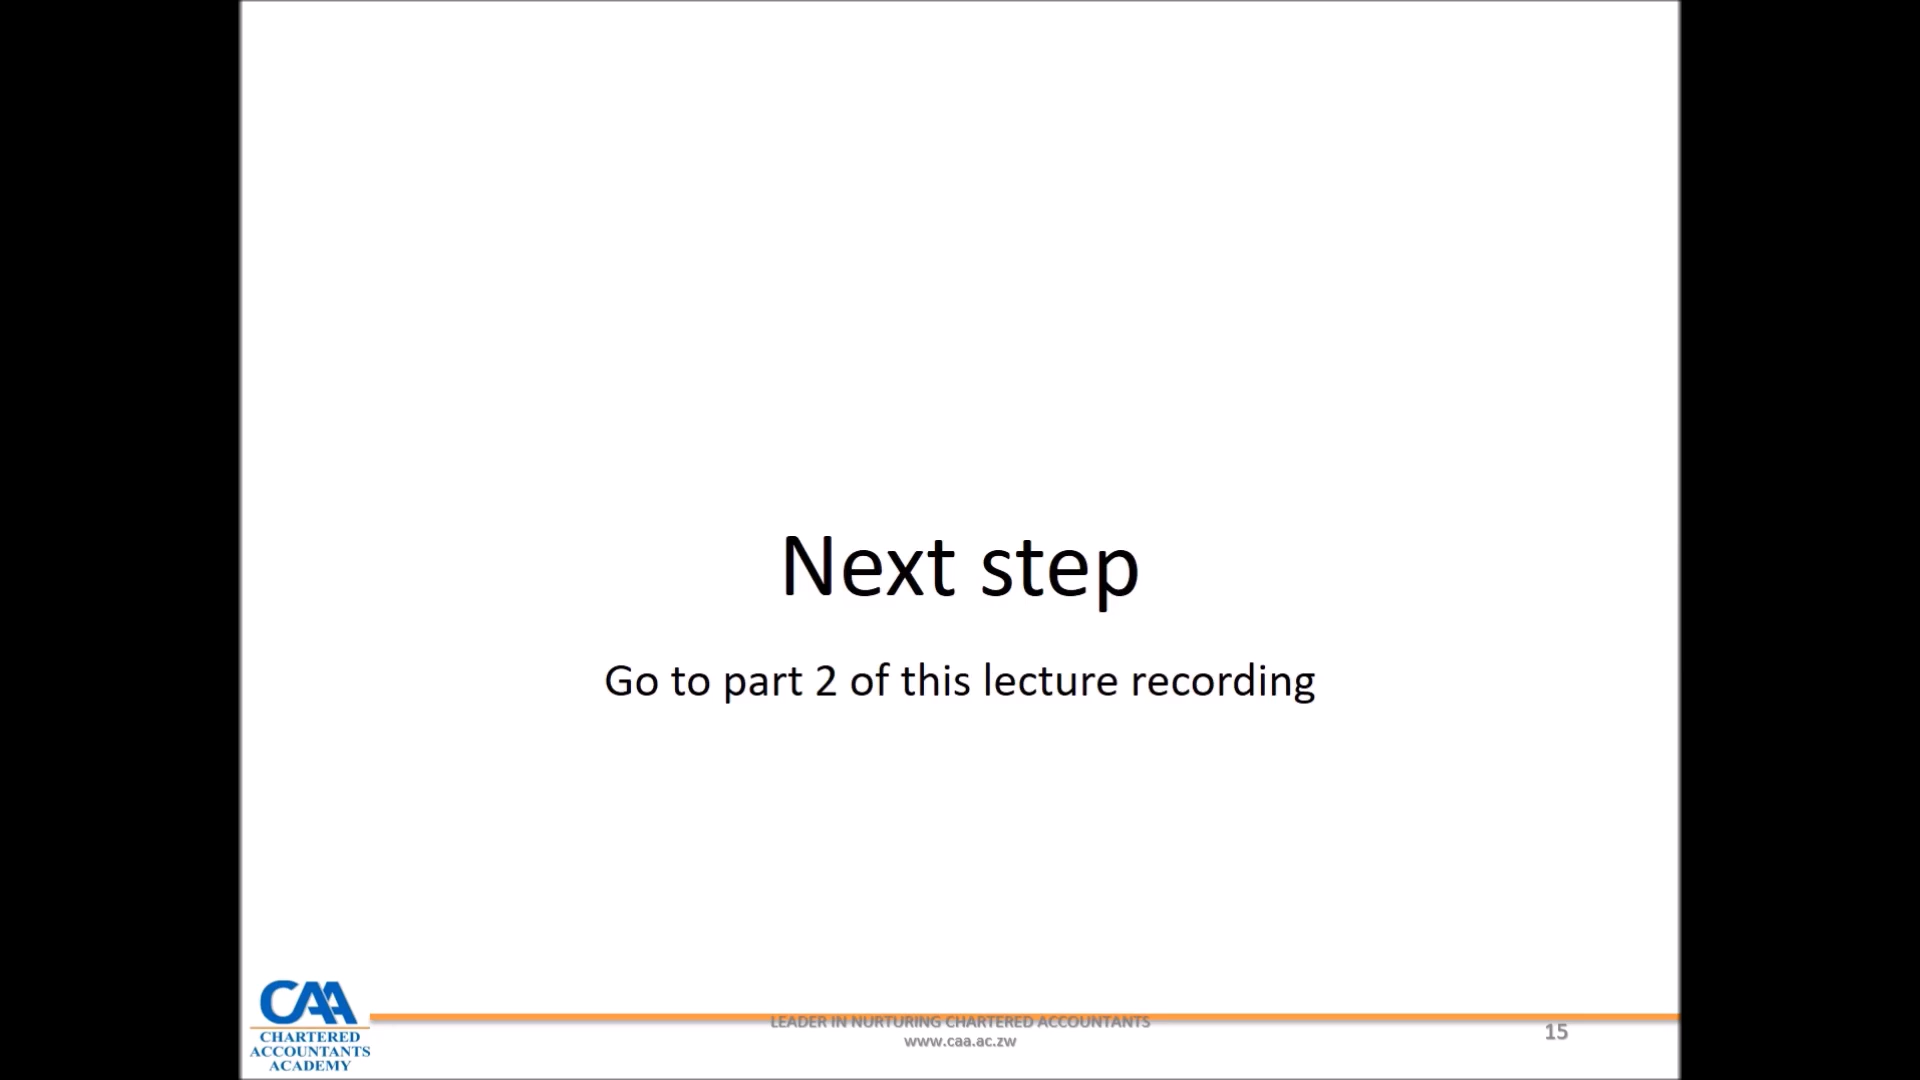 Next step
Go to part 2 of this lecture recording
CAA
CHARTERED
ACCOUNTANTS
ACADEMY
LEADER IN NURTURING CHARTERED ACCOUNTANTS
www.caa.ac.zw
15